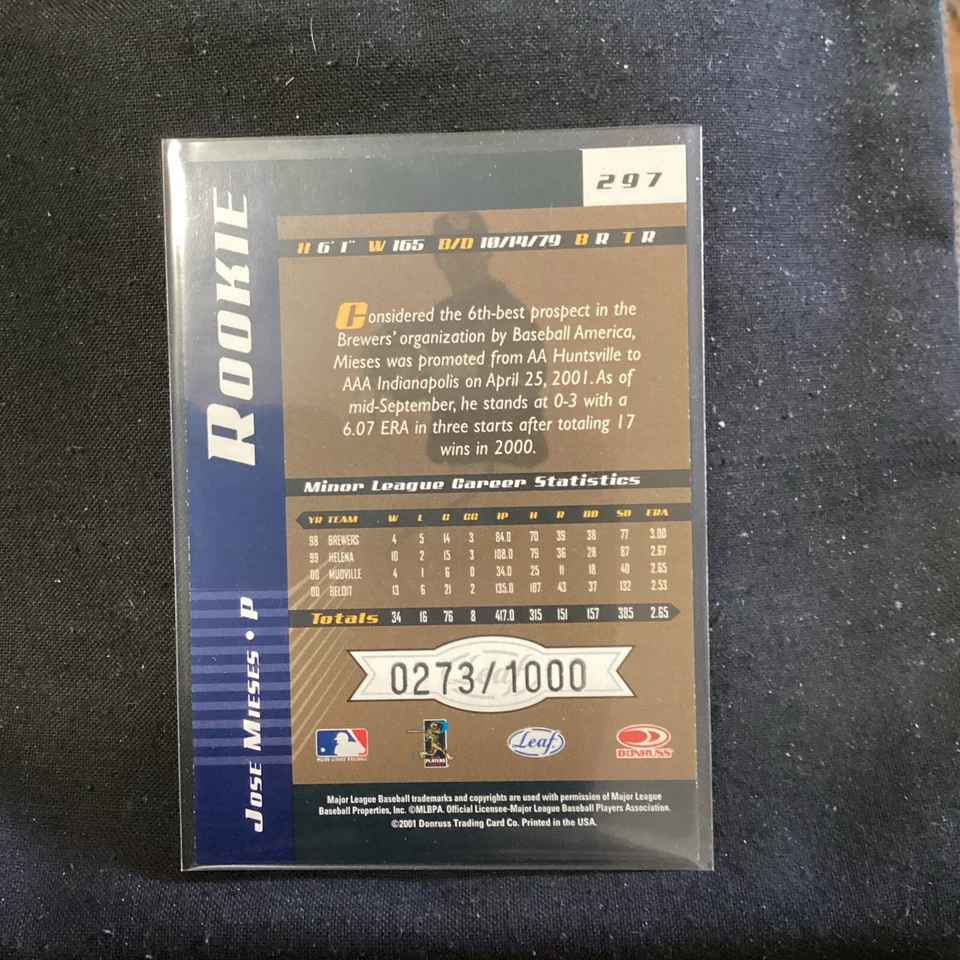 297
ROOKIE
JOSE MIESES • P
H 6' 1" W 165 B/D 10/14/79 B R T R
Considered the 6th-best prospect in the
Brewers' organization by Baseball America,
Mieses was promoted from AA Huntsville to
AAA Indianapolis on April 25, 2001. As of
mid-September, he stands at 0-3 with a
6.07 ERA in three starts after totaling 17
wins in 2000.
Minor League Career Statistics
YR TEAM W L G CG IP H R BB SO ERA
98 BREWERS 4 5 14 3 84.0 70 39 38 77 3.00
99 HELENA 10 2 15 3 108.0 79 36 28 87 2.67
00 MUDVILLE 4 1 6 0 34.0 25 11 18 40 2.65
00 BELOIT 13 6 21 2 135.0 107 43 37 132 2.53
Totals 34 16 76 8 417.0 315 151 157 385 2.65
Leaf
0273/1000
MAJOR LEAGUE BASEBALL
PLAYERS
Leaf
DONRUSS
Major League Baseball trademarks and copyrights are used with permission of Major League
Baseball Properties, Inc. ©MLBPA. Official Licensee-Major League Baseball Players Association.
©2001 Donruss Trading Card Co. Printed in the USA.